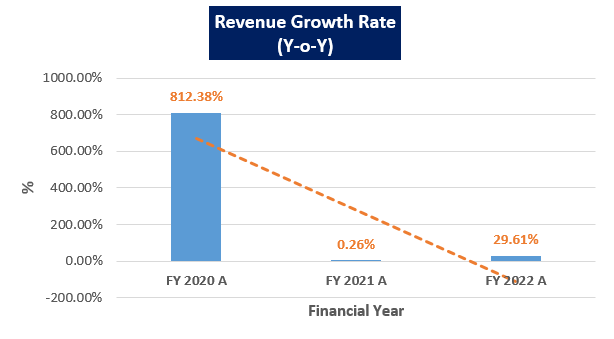 Revenue Growth Rate
(Y-o-Y)
1000.00%
812.38%
800.00%
600.00%
%
400.00%
200.00%
0.26%
29.61%
0.00%
FY 2020 A
FY 2021 A
FY 2022 A
-200.00%
Financial Year